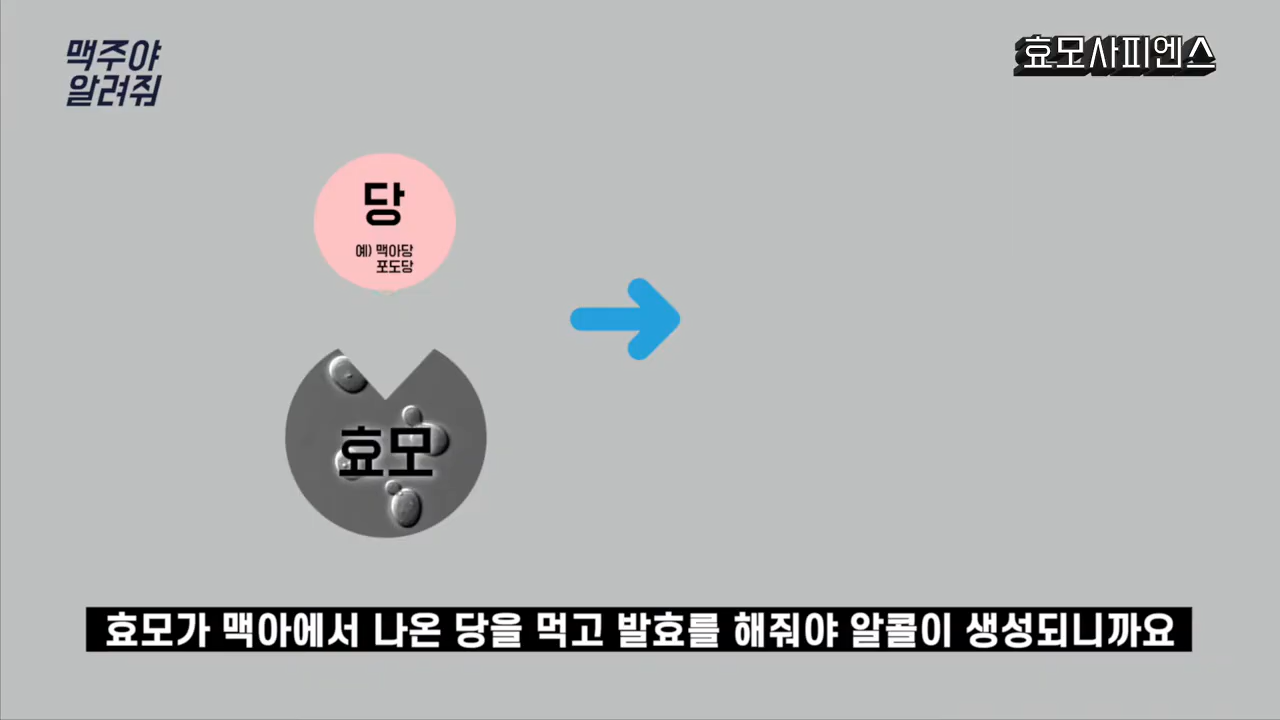 맥주야
알려줘
효모사피엔스
당
예) 맥아당
포도당
효모
효모가 맥아에서 나온 당을 먹고 발효를 해줘야 알콜이 생성되니까요